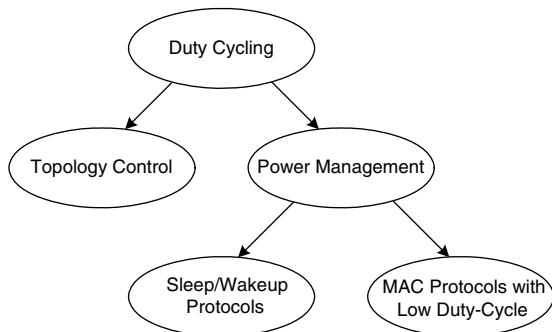 Duty Cycling
Topology Control
Power Management
Sleep/Wakeup
Protocols
MAC Protocols with
Low Duty-Cycle